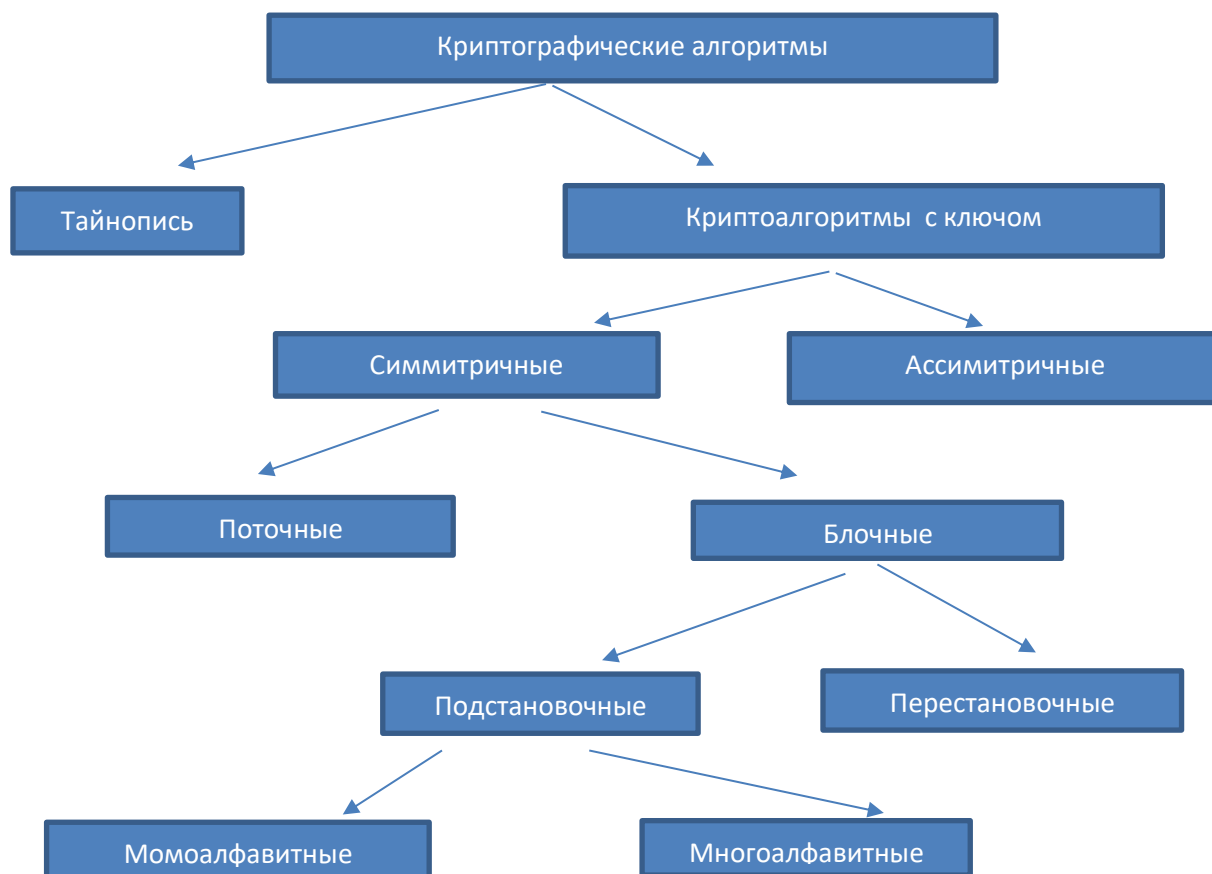 Криптографические алгоритмы
Тайнопись
Криптоалгоритмы с ключом
Симмитричные
Ассимитричные
Поточные
Блочные
Подстановочные
Перестановочные
Момоалфавитные
Многоалфавитные